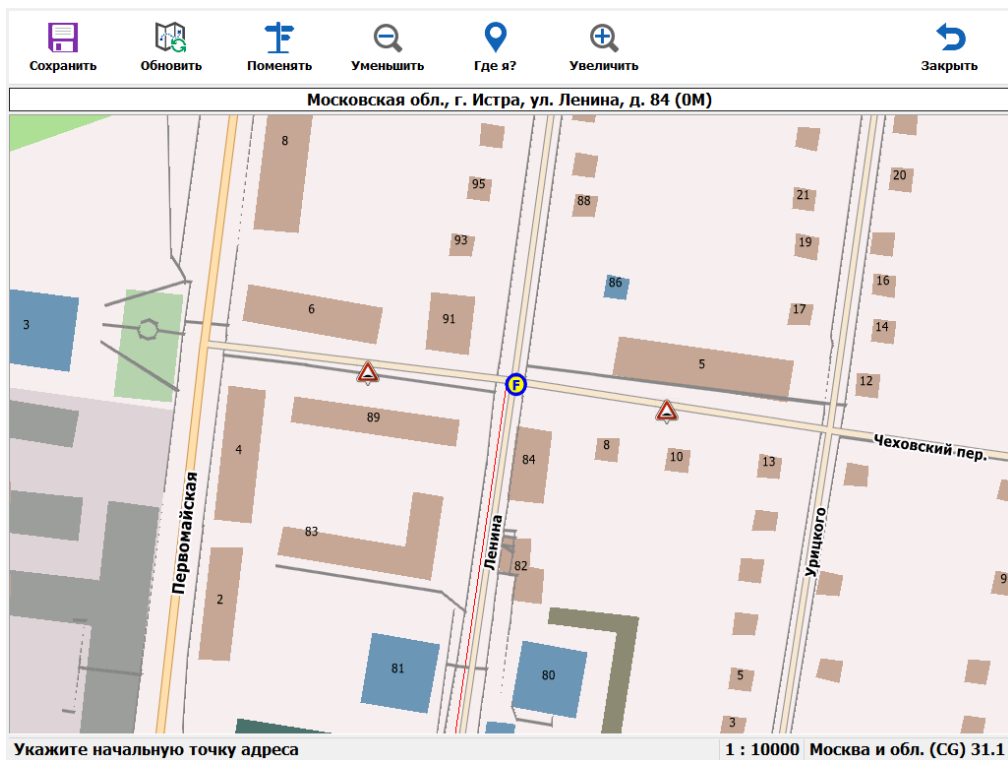 Сохранить
Обновить
Поменять
Уменьшить
Где я?
Увеличить
Закрыть
Московская обл., г. Истра, ул. Ленина, д. 84 (0М)
8
95
88
21
20
93
19
86
16
6
91
17
14
3
5
12
89
4
84
8
10
13
Чеховский пер.
Первомайская
83
Ленина
Урицкого
82
2
9
81
80
5
3
F
Укажите начальную точку адреса
1 : 10000 Москва и обл. (CG) 31.1